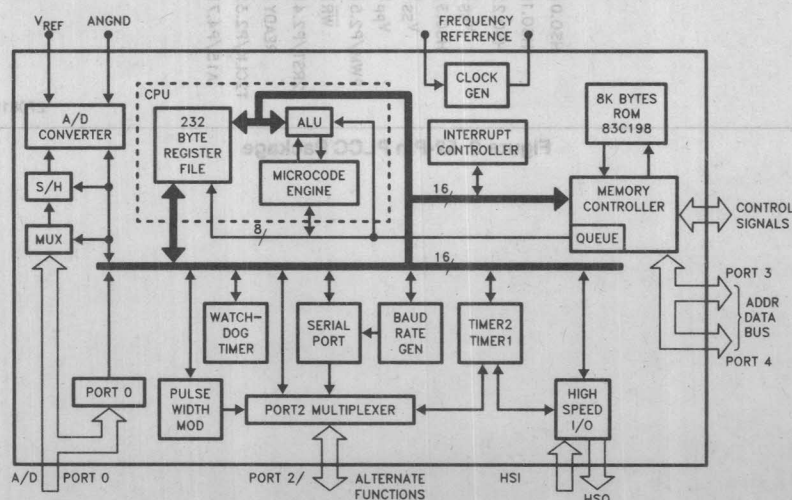 VREF
ANGND
FREQUENCY
REFERENCE
CPU
CLOCK
GEN
A/D
CONVERTER
232
BYTE
REGISTER
FILE
ALU
INTERRUPT
CONTROLLER
8K BYTES
ROM
83C198
S/H
MICROCODE
ENGINE
16
MEMORY
CONTROLLER
CONTROL
SIGNALS
MUX
8
QUEUE
16
PORT 3
ADDR
DATA
BUS
PORT 4
WATCH-
DOG
TIMER
SERIAL
PORT
BAUD
RATE
GEN
TIMER2
TIMER1
PORT 0
PULSE
WIDTH
MOD
PORT2 MULTIPLEXER
HIGH
SPEED
I/O
A/D
PORT 0
PORT 2/
ALTERNATE
FUNCTIONS
HSI
HSO